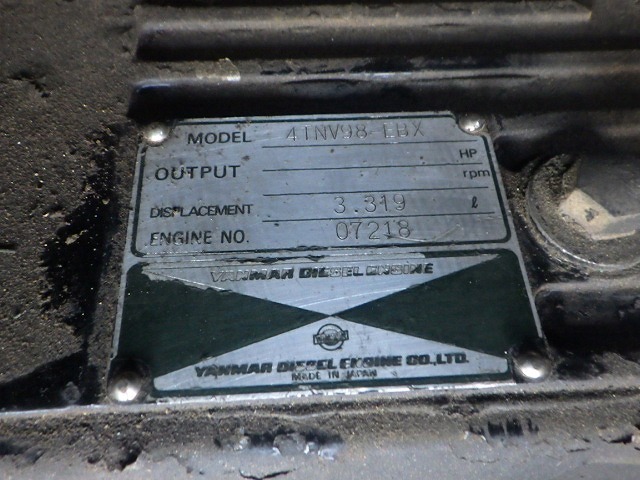 MODEL 4TNV98-EBX
OUTPUT HP
rpm
DISPLACEMENT 3.319 ℓ
ENGINE NO. 07218
YANMAR DIESEL ENGINE
YANMAR DIESEL ENGINE CO.,LTD.
MADE IN JAPAN